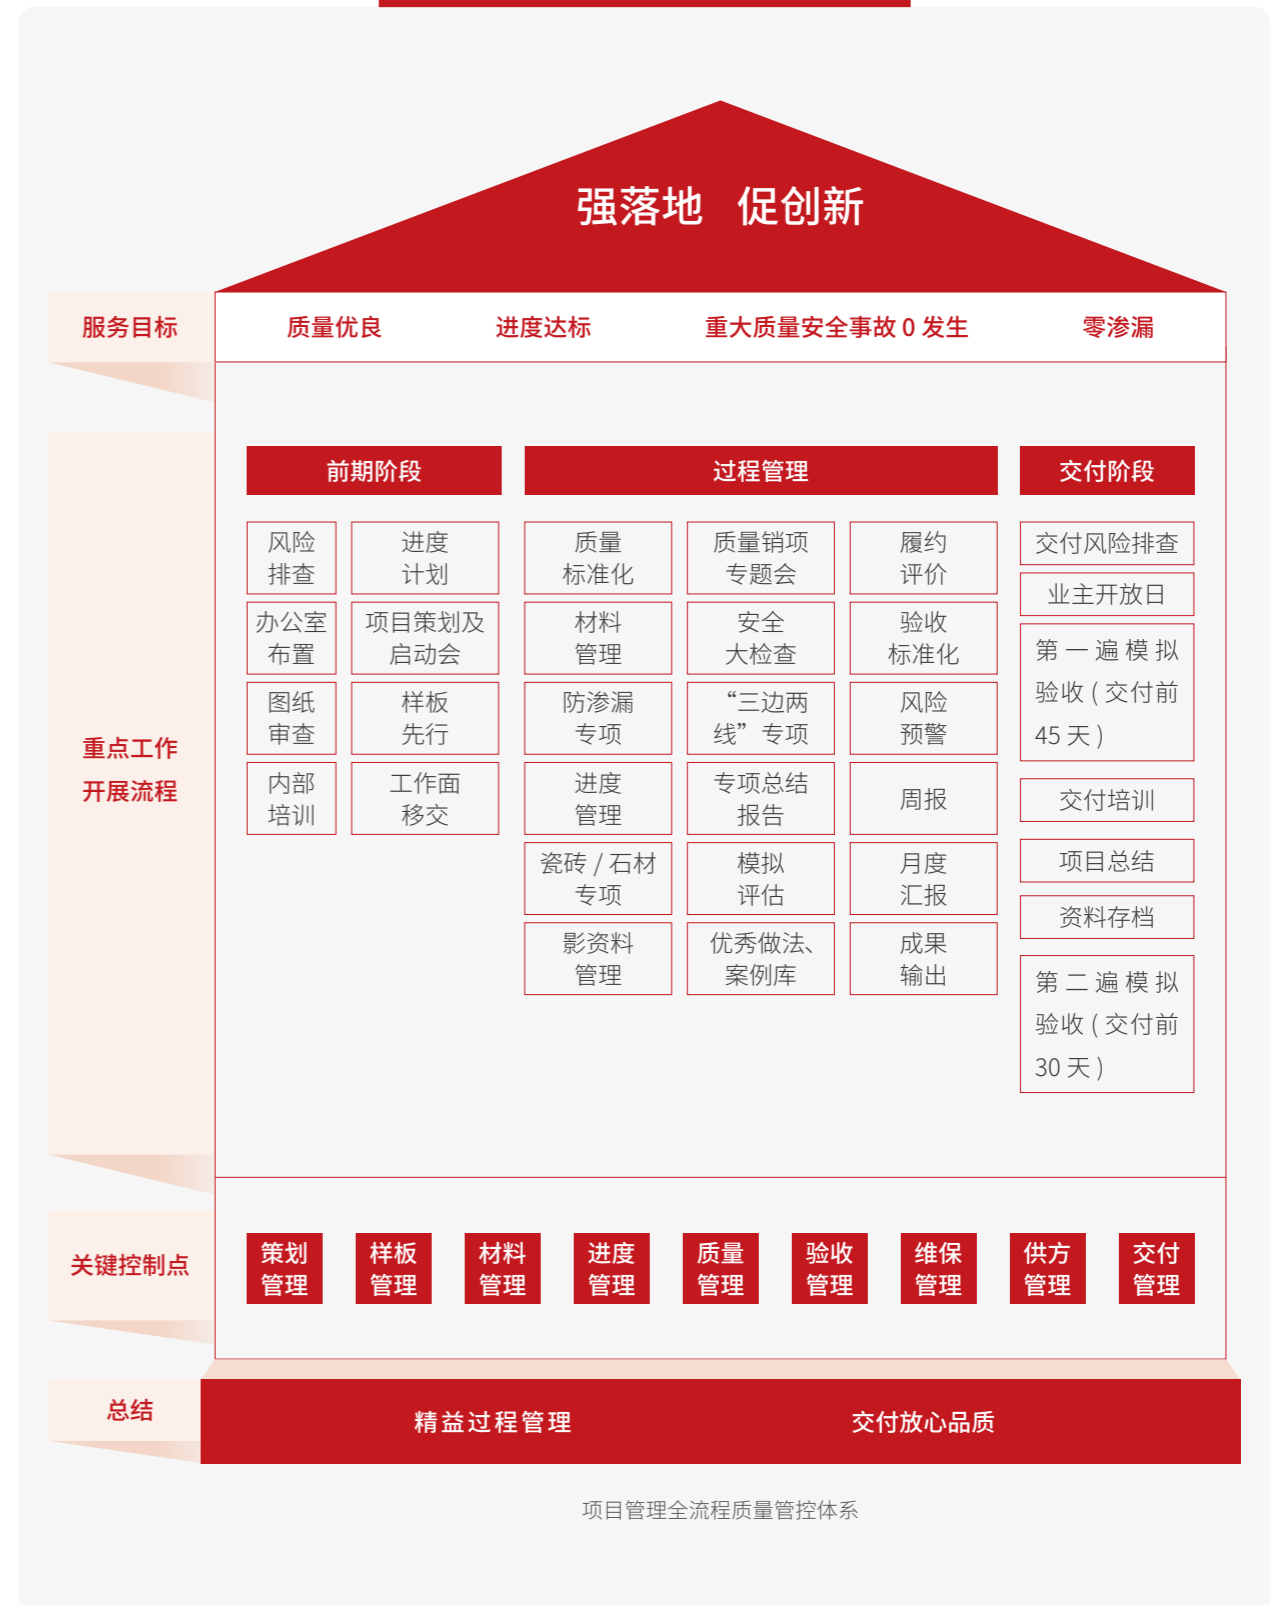 强落地 促创新
服务目标
质量优良
进度达标
重大质量安全事故 0 发生
零渗漏
重点工作
开展流程
前期阶段
风险
排查
进度
计划
办公室
布置
项目策划及
启动会
图纸
审查
样板
先行
内部
培训
工作面
移交
过程管理
质量
标准化
质量销项
专题会
履约
评价
材料
管理
安全
大检查
验收
标准化
防渗漏
专项
“三边两
线”专项
风险
预警
进度
管理
专项总结
报告
周报
瓷砖 / 石材
专项
模拟
评估
月度
汇报
影资料
管理
优秀做法、
案例库
成果
输出
交付阶段
交付风险排查
业主开放日
第一遍模拟
验收 ( 交付前
45 天 )
交付培训
项目总结
资料存档
第二遍模拟
验收 ( 交付前
30 天 )
关键控制点
策划
管理
样板
管理
材料
管理
进度
管理
质量
管理
验收
管理
维保
管理
供方
管理
交付
管理
总结
精益过程管理
交付放心品质
项目管理全流程质量管控体系